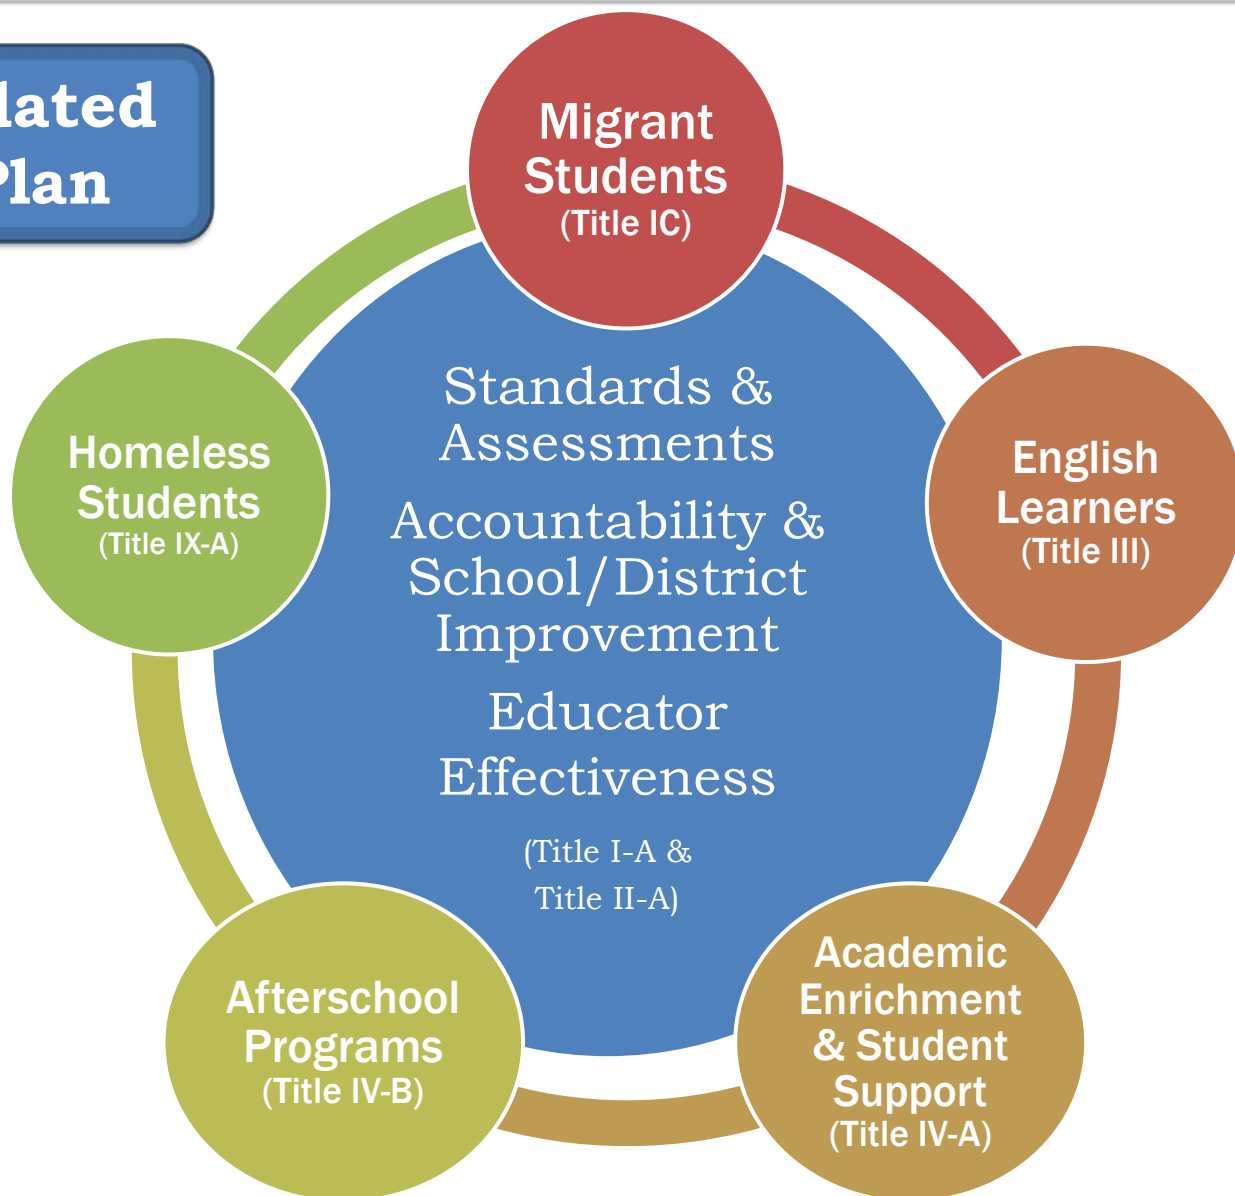 lated
Plan
Migrant
Students
(Title IC)
Standards &
Assessments
Accountability &
School/District
Improvement
Educator
Effectiveness
(Title I-A &
Title II-A)
Homeless
Students
(Title IX-A)
English
Learners
(Title III)
Afterschool
Programs
(Title IV-B)
Academic
Enrichment
& Student
Support
(Title IV-A)